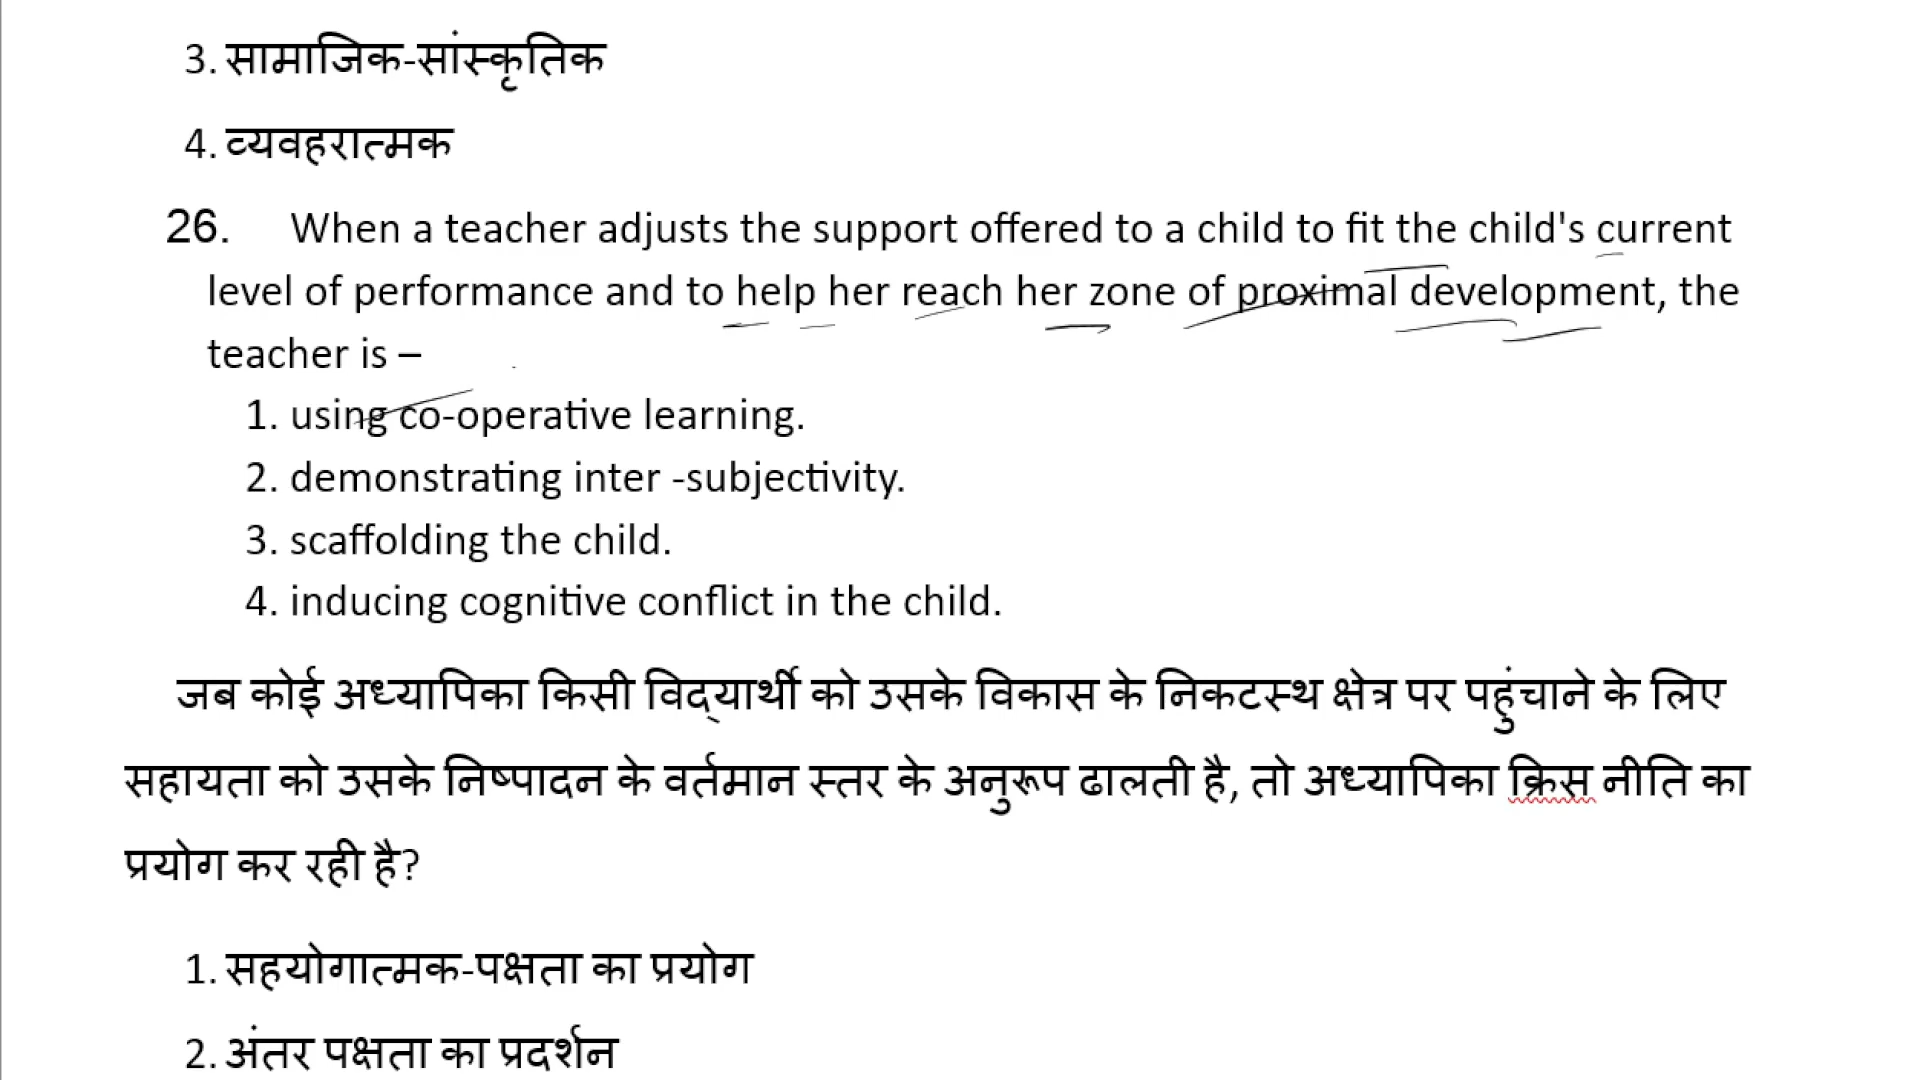 3. सामाजिक-सांस्कृतिक
4. व्यवहरात्मक
26. When a teacher adjusts the support offered to a child to fit the child's current
level of performance and to help her reach her zone of proximal development, the
teacher is –
1. using co-operative learning.
2. demonstrating inter -subjectivity.
3. scaffolding the child.
4. inducing cognitive conflict in the child.
जब कोई अध्यापिका किसी विद्यार्थी को उसके विकास के निकटस्थ क्षेत्र पर पहुंचाने के लिए
सहायता को उसके निष्पादन के वर्तमान स्तर के अनुरूप ढालती है, तो अध्यापिका क्रिस नीति का
प्रयोग कर रही है?
1. सहयोगात्मक-पक्षता का प्रयोग
2. अंतर पक्षता का प्रदर्शन